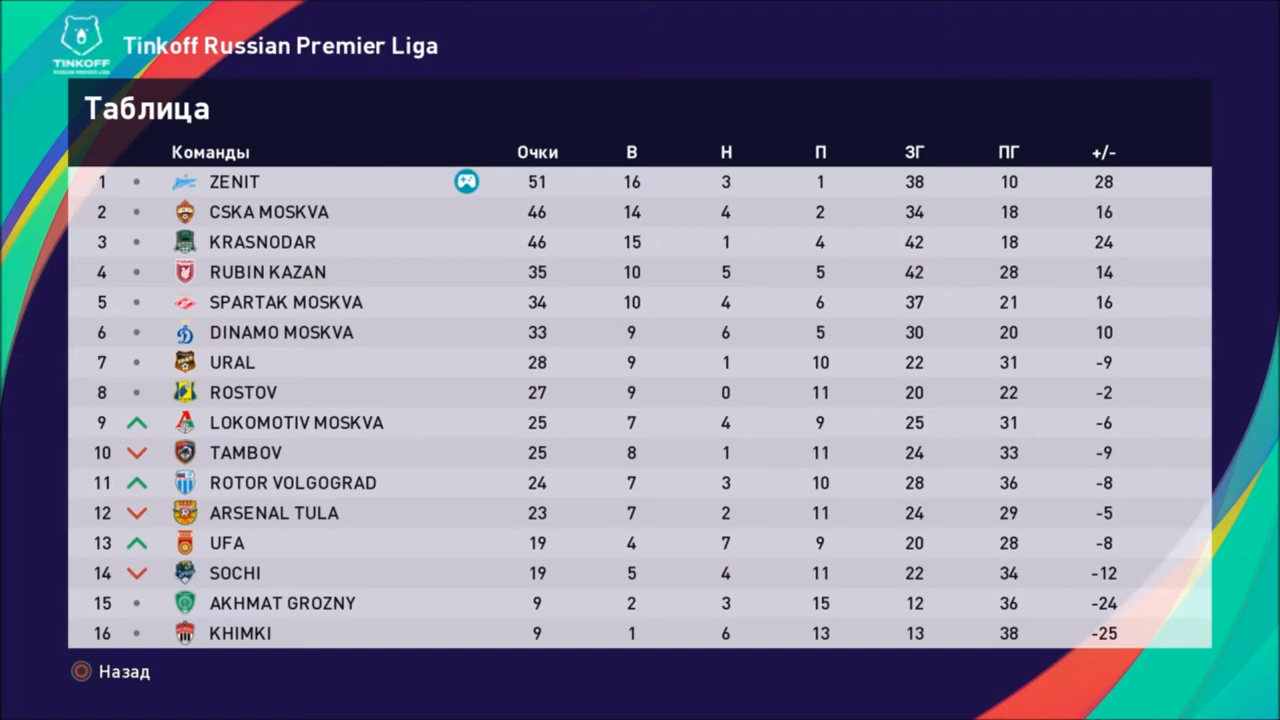 Tinkoff Russian Premier Liga
TINKOFF
RUSSIAN PREMIER LIGA
Таблица
Команды Очки В Н П ЗГ ПГ +/-
1 ZENIT 51 16 3 1 38 10 28
2 CSKA MOSKVA 46 14 4 2 34 18 16
3 KRASNODAR 46 15 1 4 42 18 24
4 RUBIN KAZAN 35 10 5 5 42 28 14
5 SPARTAK MOSKVA 34 10 4 6 37 21 16
6 DINAMO MOSKVA 33 9 6 5 30 20 10
7 URAL 28 9 1 10 22 31 -9
8 ROSTOV 27 9 0 11 20 22 -2
9 LOKOMOTIV MOSKVA 25 7 4 9 25 31 -6
10 TAMBOV 25 8 1 11 24 33 -9
11 ROTOR VOLGOGRAD 24 7 3 10 28 36 -8
12 ARSENAL TULA 23 7 2 11 24 29 -5
13 UFA 19 4 7 9 20 28 -8
14 SOCHI 19 5 4 11 22 34 -12
15 AKHMAT GROZNY 9 2 3 15 12 36 -24
16 KHIMKI 9 1 6 13 13 38 -25
Назад